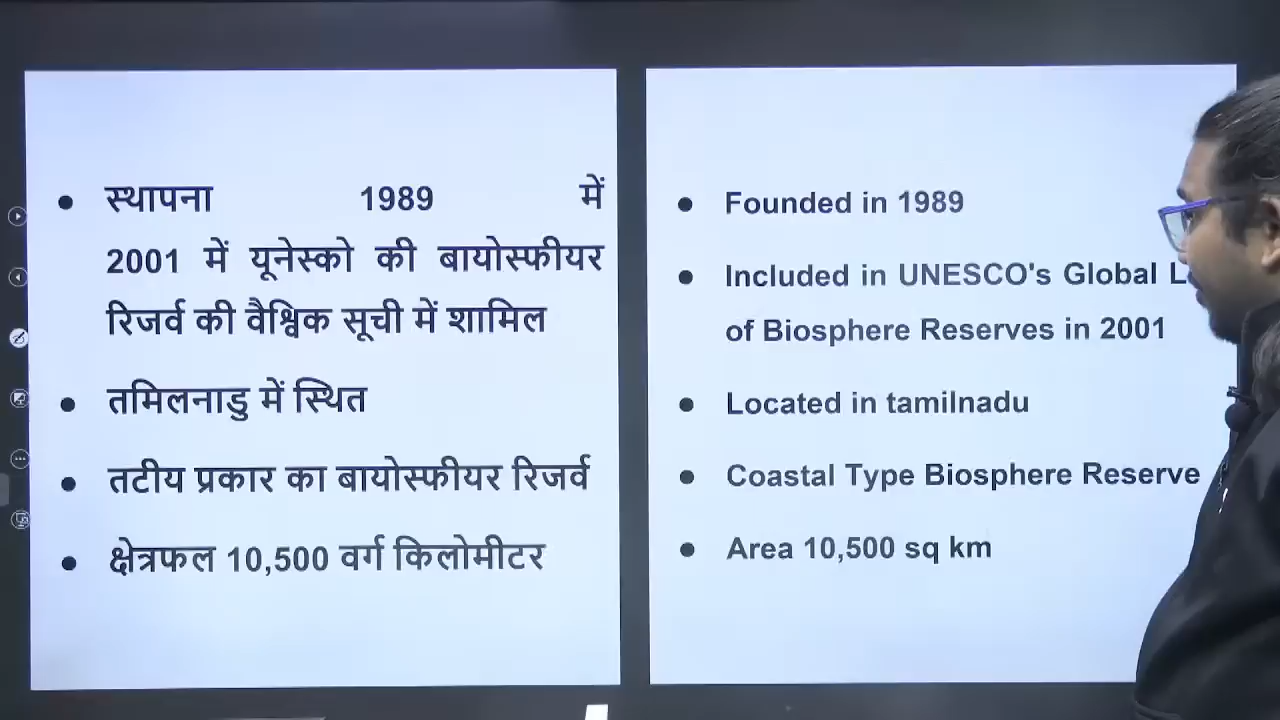 स्थापना 1989 में
2001 में यूनेस्को की बायोस्फीयर
रिजर्व की वैश्विक सूची में शामिल
तमिलनाडु में स्थित
तटीय प्रकार का बायोस्फीयर रिजर्व
क्षेत्रफल 10,500 वर्ग किलोमीटर
Founded in 1989
Included in UNESCO's Global
of Biosphere Reserves in 2001
Located in tamilnadu
Coastal Type Biosphere Reserve
Area 10,500 sq km